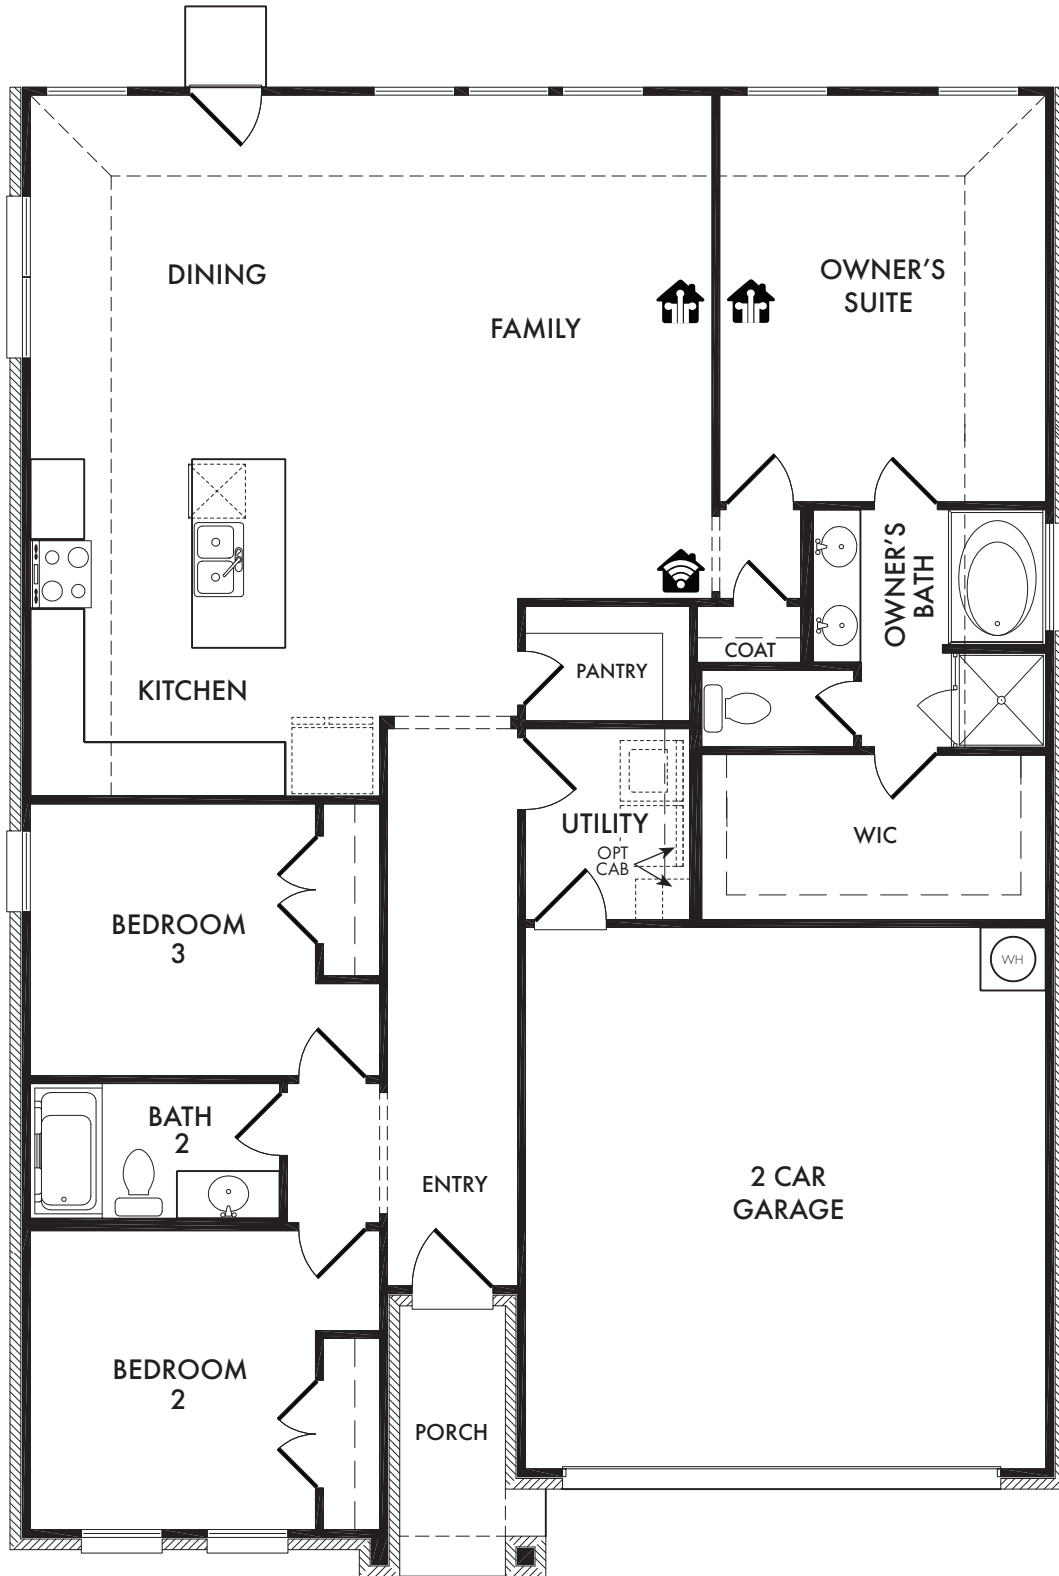 DINING
FAMILY
OWNER'S
SUITE
KITCHEN
PANTRY
COAT
OWNER'S
BATH
UTILITY
OPT
CAB
WIC
BEDROOM
3
WH
BATH
2
ENTRY
2 CAR
GARAGE
BEDROOM
2
PORCH